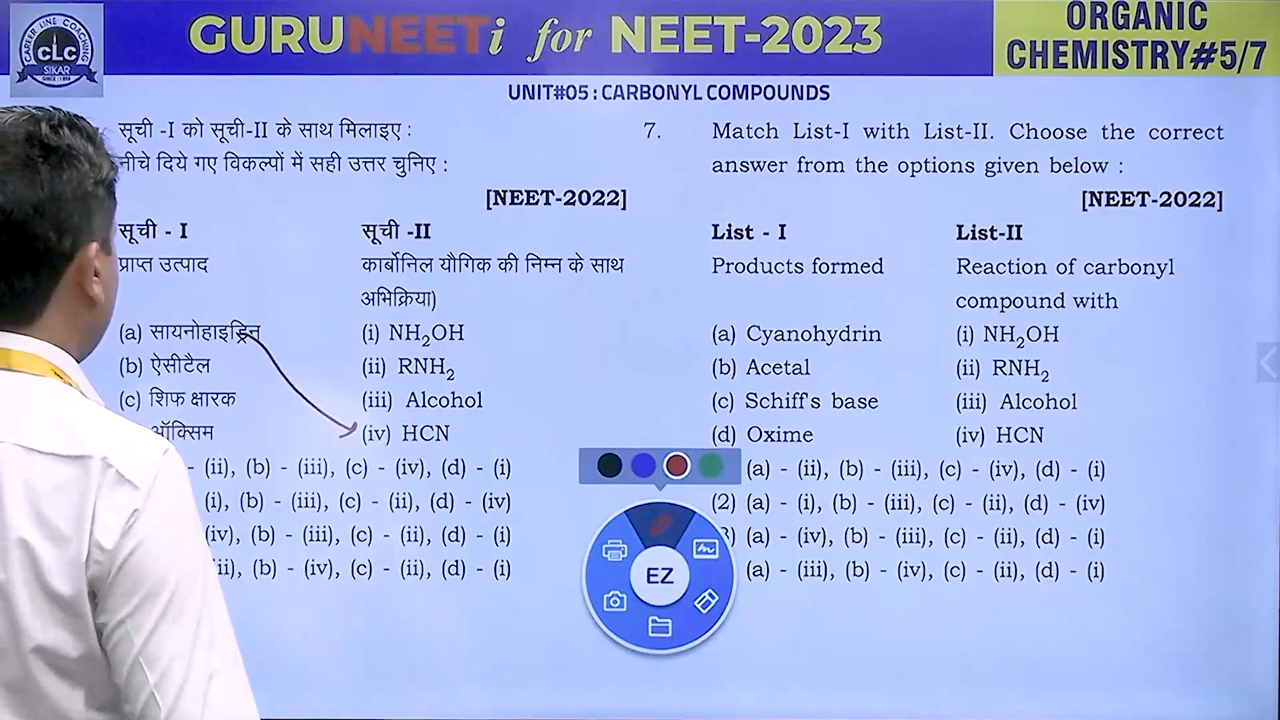 CAREER LINE COACHING
CLC
SIKAR
SINCE : 1996
GURUNEETi for NEET-2023
ORGANIC
CHEMISTRY#5/7
UNIT#05 : CARBONYL COMPOUNDS
सूची -I को सूची-II के साथ मिलाइए :
नीचे दिये गए विकल्पों में सही उत्तर चुनिए :
[NEET-2022]
सूची - I सूची -II
प्राप्त उत्पाद कार्बोनिल यौगिक की निम्न के साथ
अभिक्रिया)
(a) सायनोहाइड्रिन (i) NH₂OH
(b) ऐसीटैल (ii) RNH₂
(c) शिफ क्षारक (iii) Alcohol
ऑक्सिम (iv) HCN
- (ii), (b) - (iii), (c) - (iv), (d) - (i)
(i), (b) - (iii), (c) - (ii), (d) - (iv)
(iv), (b) - (iii), (c) - (ii), (d) - (i)
ii), (b) - (iv), (c) - (ii), (d) - (i)
7. Match List-I with List-II. Choose the correct
answer from the options given below :
[NEET-2022]
List - I List-II
Products formed Reaction of carbonyl
compound with
(a) Cyanohydrin (i) NH₂OH
(b) Acetal (ii) RNH₂
(c) Schiff's base (iii) Alcohol
(d) Oxime (iv) HCN
(a) - (ii), (b) - (iii), (c) - (iv), (d) - (i)
(2) (a) - (i), (b) - (iii), (c) - (ii), (d) - (iv)
(a) - (iv), (b) - (iii), (c) - (ii), (d) - (i)
(a) - (iii), (b) - (iv), (c) - (ii), (d) - (i)
EZ